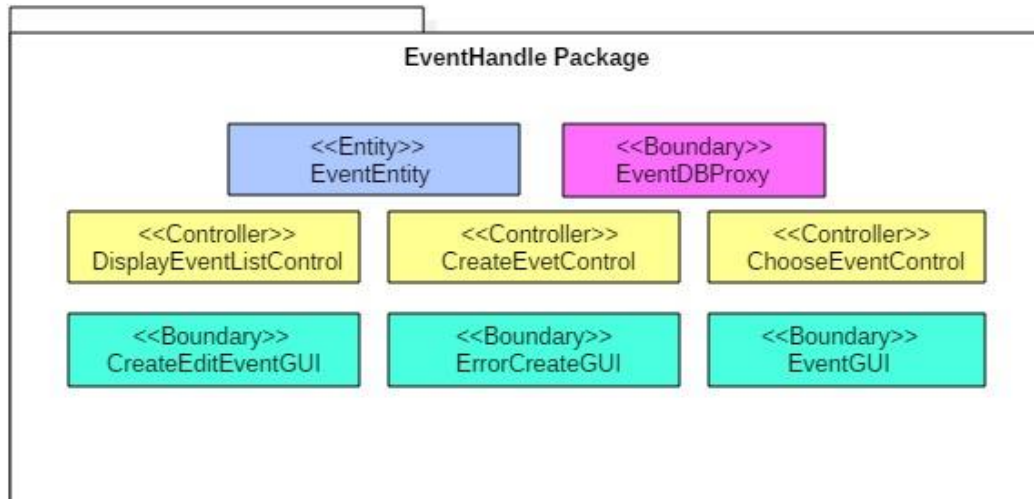 EventHandle Package
<<Entity>>
EventEntity
<<Boundary>>
EventDBProxy
<<Controller>>
DisplayEventListControl
<<Controller>>
CreateEvetControl
<<Controller>>
ChooseEventControl
<<Boundary>>
CreateEditEventGUI
<<Boundary>>
ErrorCreateGUI
<<Boundary>>
EventGUI